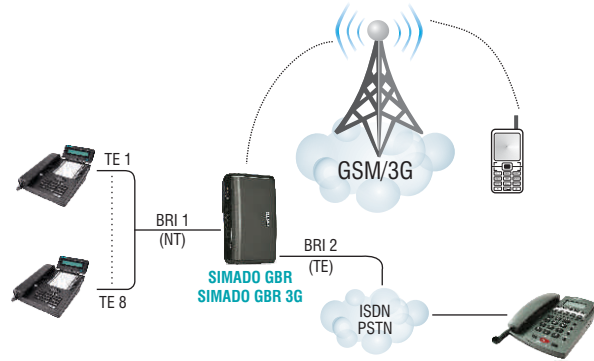 GSM/3G
TE 1
BRI 1
(NT)
BRI 2
(TE)
SIMADO GBR
SIMADO GBR 3G
TE 8
ISDN
PSTN